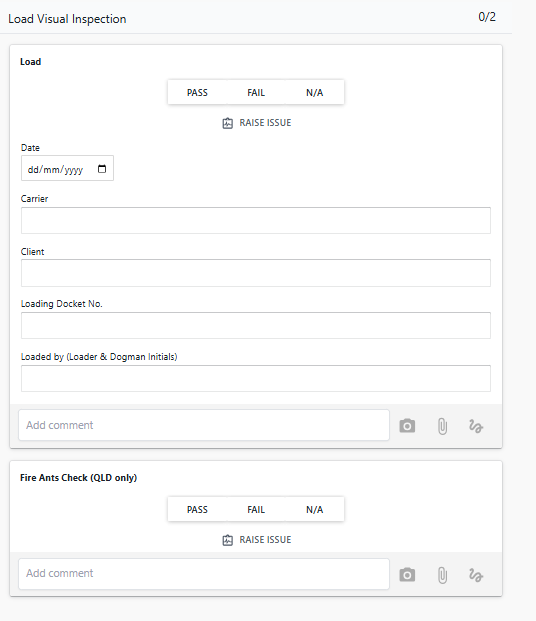 Load Visual Inspection 0/2
Load
PASS FAIL N/A
RAISE ISSUE
Date
dd/mm/yyyy
Carrier
Client
Loading Docket No.
Loaded by (Loader & Dogman Initials)
Add comment
Fire Ants Check (QLD only)
PASS FAIL N/A
RAISE ISSUE
Add comment